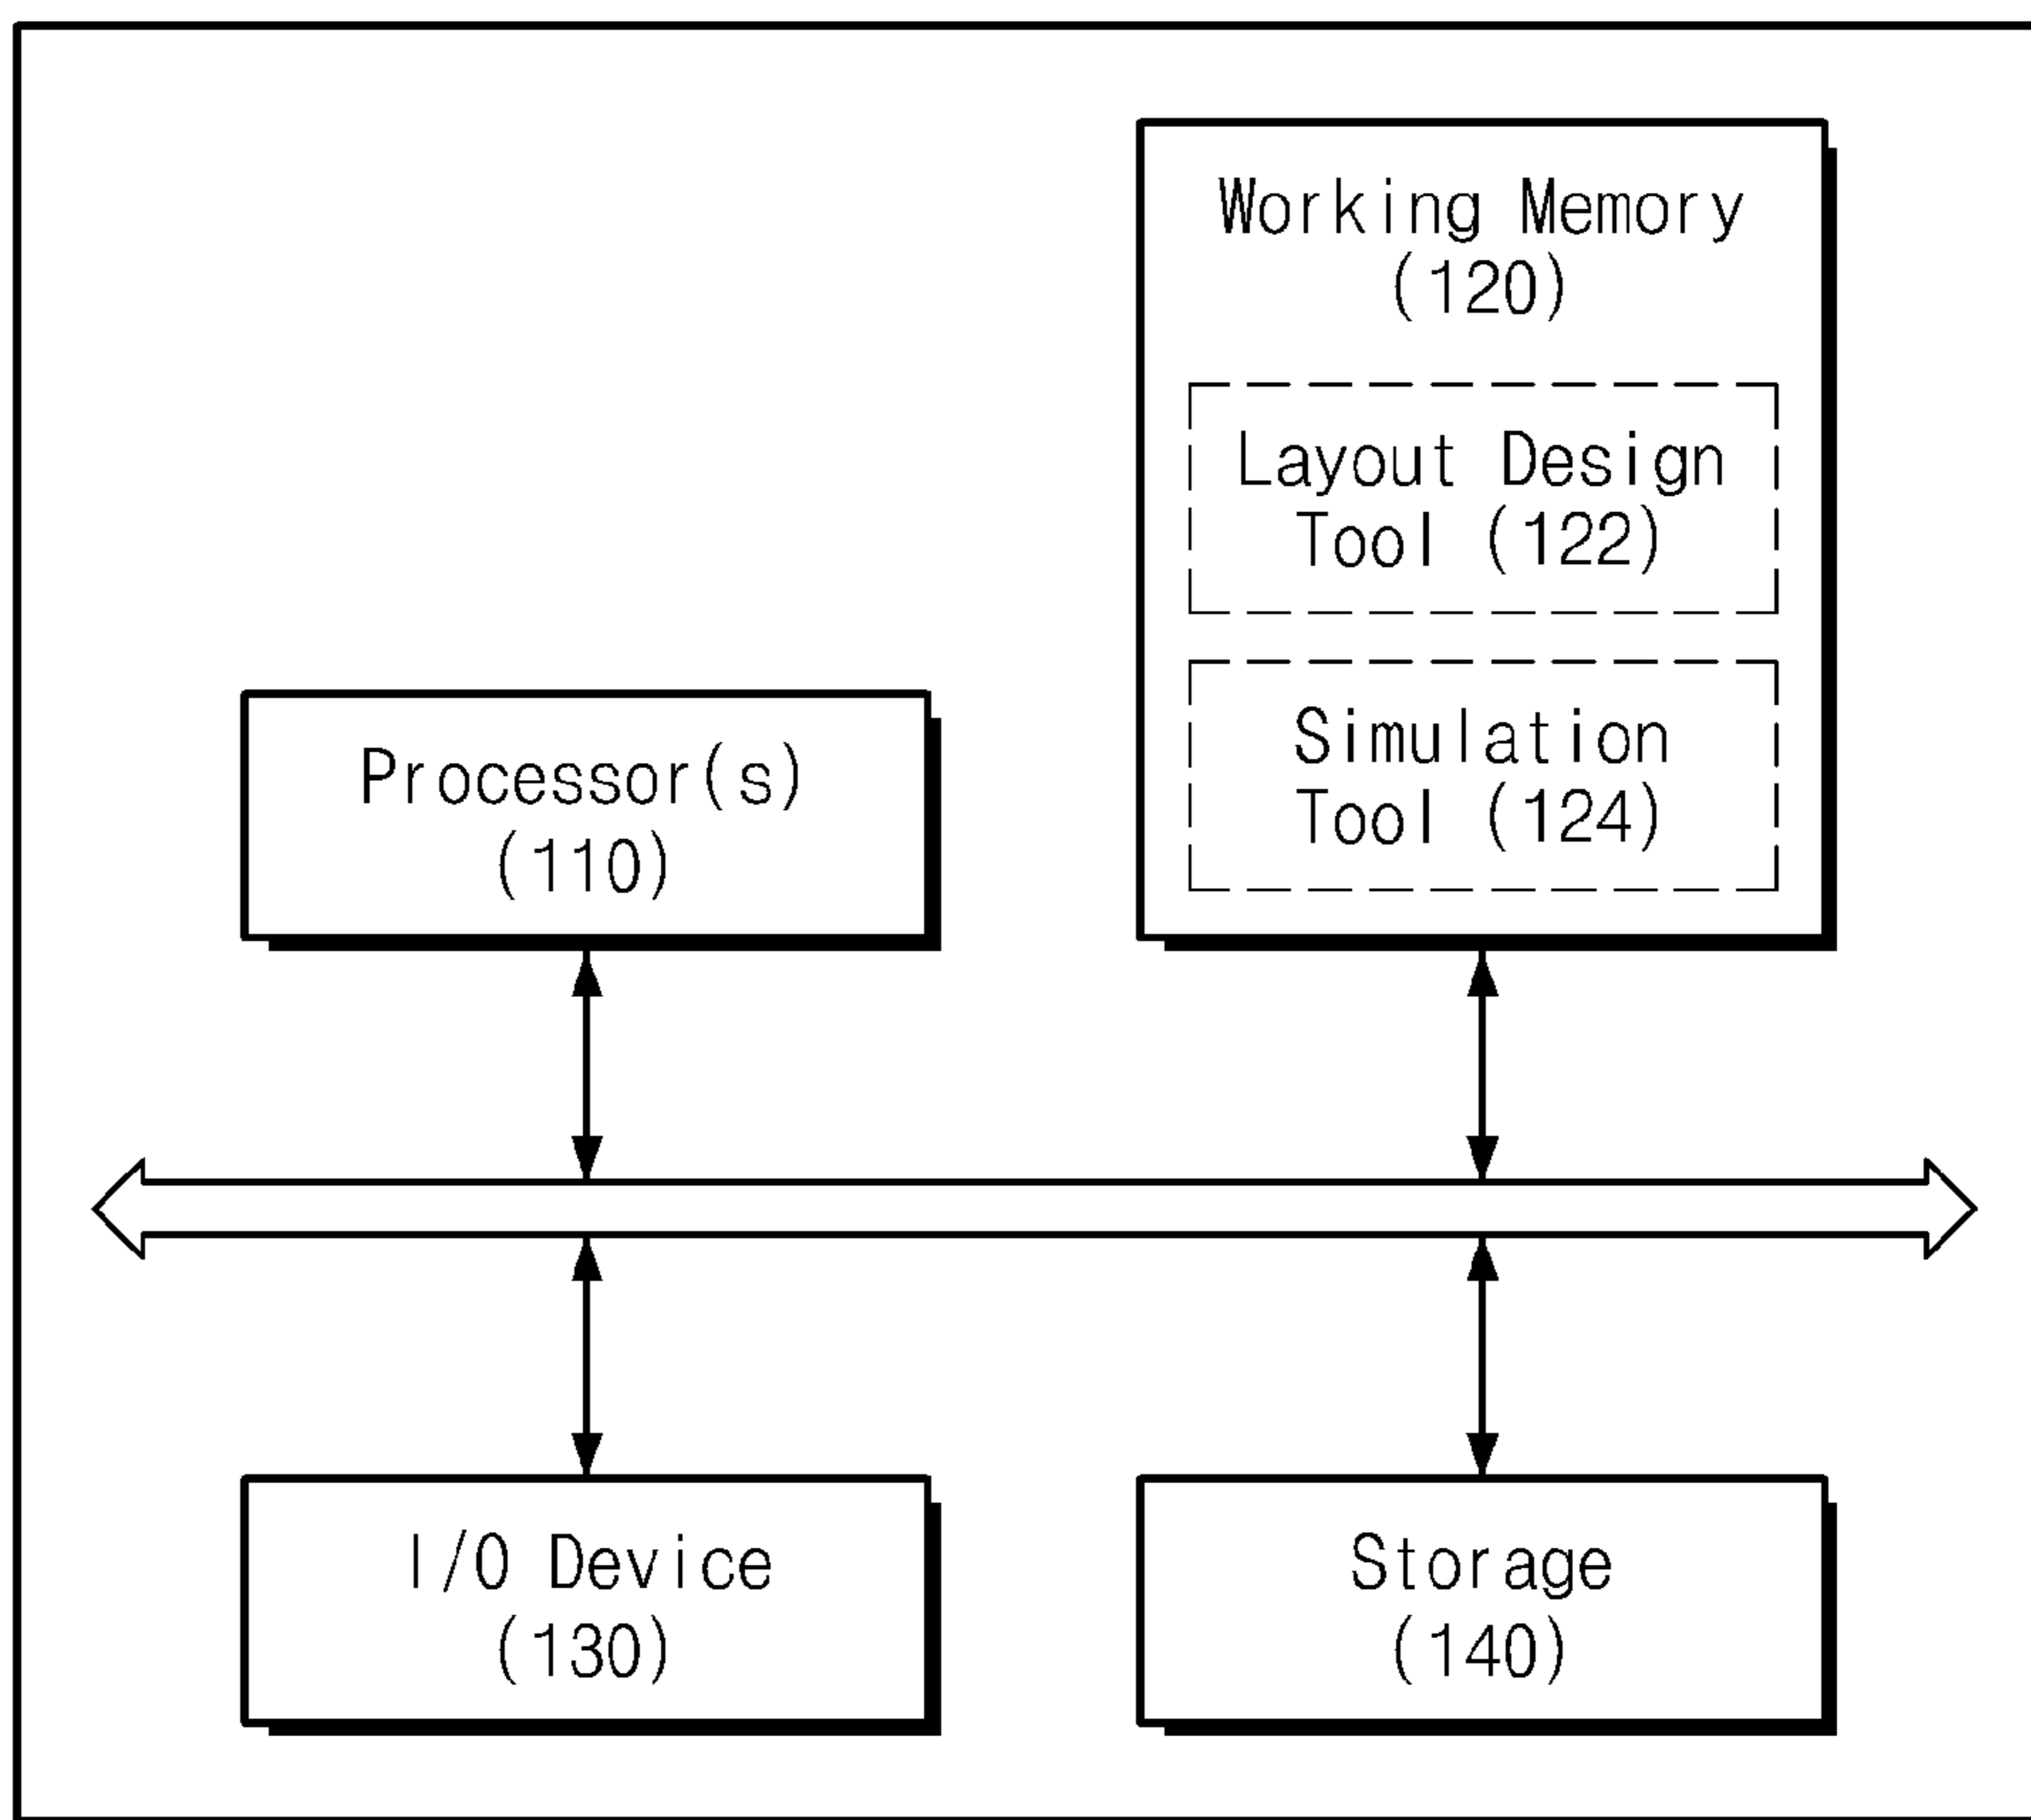 Working Memory
(120)
Layout Design
Tool (122)
Simulation
Tool (124)
Processor(s)
(110)
I/O Device
(130)
Storage
(140)